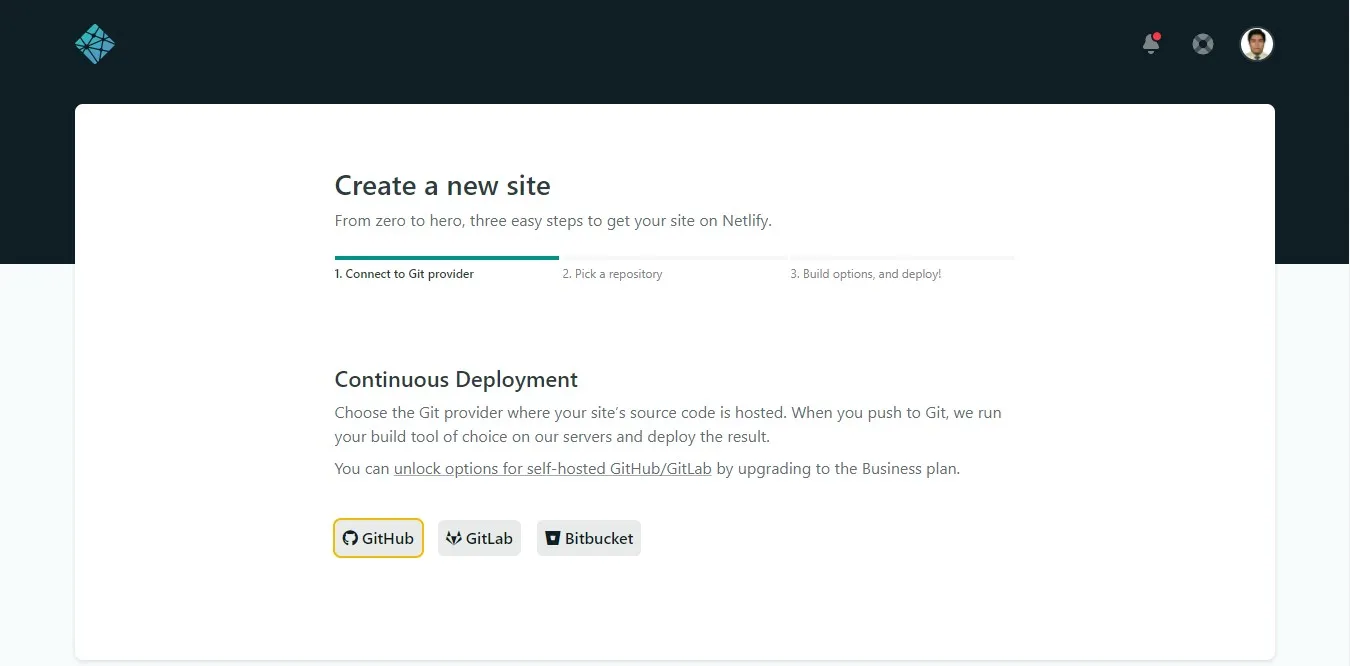 Create a new site
From zero to hero, three easy steps to get your site on Netlify.
1. Connect to Git provider
2. Pick a repository
3. Build options, and deploy!
Continuous Deployment
Choose the Git provider where your site’s source code is hosted. When you push to Git, we run
your build tool of choice on our servers and deploy the result.
You can unlock options for self-hosted GitHub/GitLab by upgrading to the Business plan.
GitHub
GitLab
Bitbucket